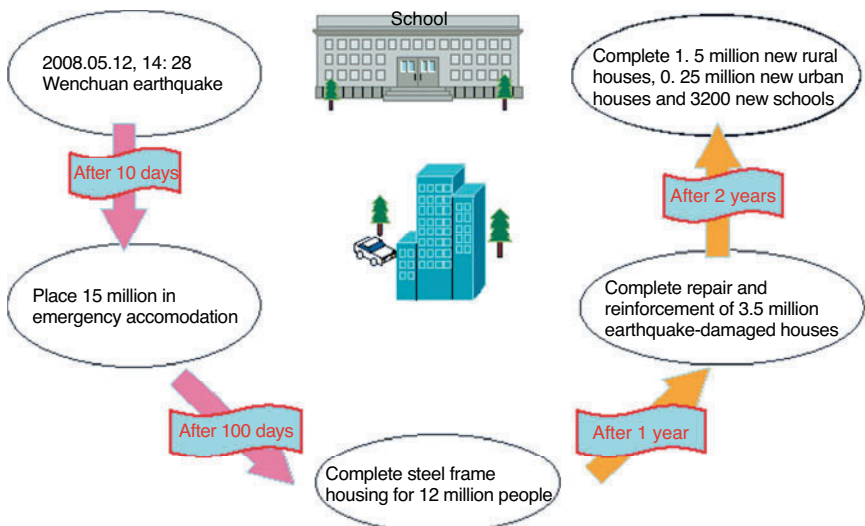 School
2008.05.12, 14: 28
Wenchuan earthquake
After 10 days
Place 15 million in
emergency accomodation
After 100 days
Complete steel frame
housing for 12 million people
After 1 year
Complete repair and
reinforcement of 3.5 million
earthquake-damaged houses
After 2 years
Complete 1. 5 million new rural
houses, 0. 25 million new urban
houses and 3200 new schools